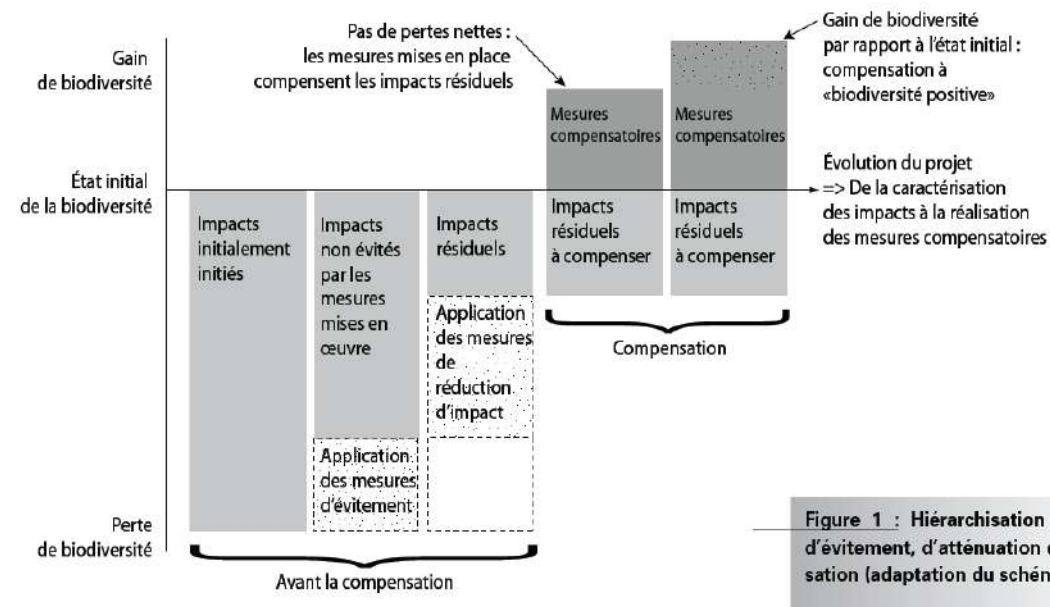 Gain
de biodiversité
Pas de pertes nettes :
les mesures mises en place
compensent les impacts résiduels
Gain de biodiversité
par rapport à l'état initial :
compensation à
«biodiversité positive»
Mesures
compensatoires
Mesures
compensatoires
État initial
de la biodiversité
Évolution du projet
=> De la caractérisation
des impacts à la réalisation
des mesures compensatoires
Impacts
initialement
initiés
Impacts
non évités
par les
mesures
mises en
œuvre
Impacts
résiduels
Impacts
résiduels
à compenser
Impacts
résiduels
à compenser
Application
des mesures
de
réduction
d'impact
Compensation
Application
des mesures
d'évitement
Perte
de biodiversité
Avant la compensation
Figure 1 : Hiérarchisation
d'évitement, d'atténuation
sation (adaptation du